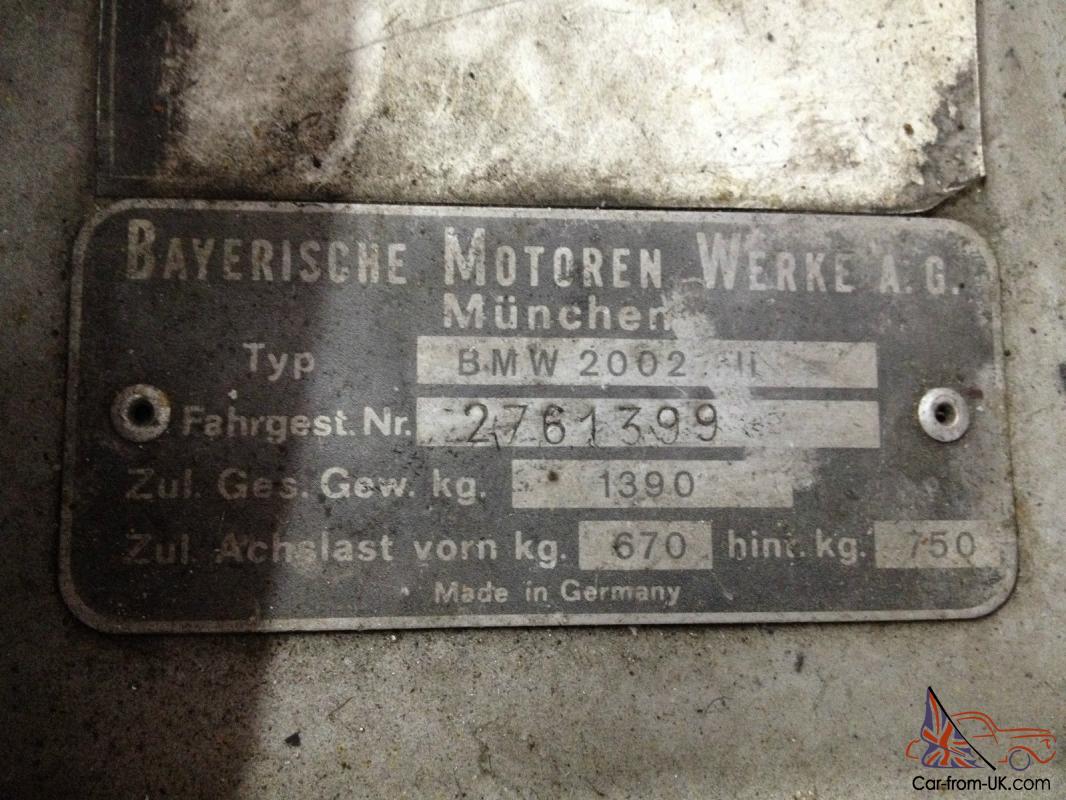 BAYERISCHE MOTOREN WERKE A.G.
München
Typ BMW 2002
Fahrgest. Nr. 2761399
Zul. Ges. Gew. kg. 1390
Zul. Achslast vorn kg. 670 hint. kg. 750
Made in Germany
Car-from-UK.com